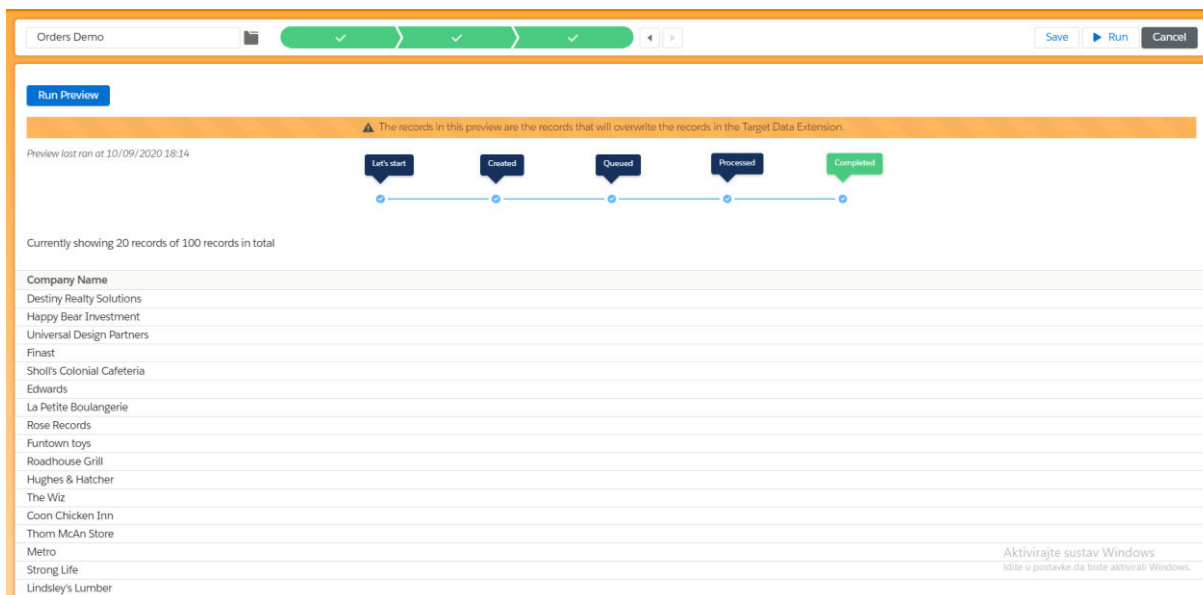 Orders Demo
Save
Run
Cancel
Run Preview
The records in this preview are the records that will overwrite the records in the Target Data Extension.
Preview last ran at 10/09/2020 18:14
Let's start
Created
Queued
Processed
Completed
Currently showing 20 records of 100 records in total
Company Name
Destiny Realty Solutions
Happy Bear Investment
Universal Design Partners
Finast
Sholl's Colonial Cafeteria
Edwards
La Petite Boulangerie
Rose Records
Funtown toys
Roadhouse Grill
Hughes & Hatcher
The Wiz
Coon Chicken Inn
Thom McAn Store
Metro
Strong Life
Lindsley's Lumber
Aktivirajte sustav Windows
Idite u postavke da biste aktivirali Windows.